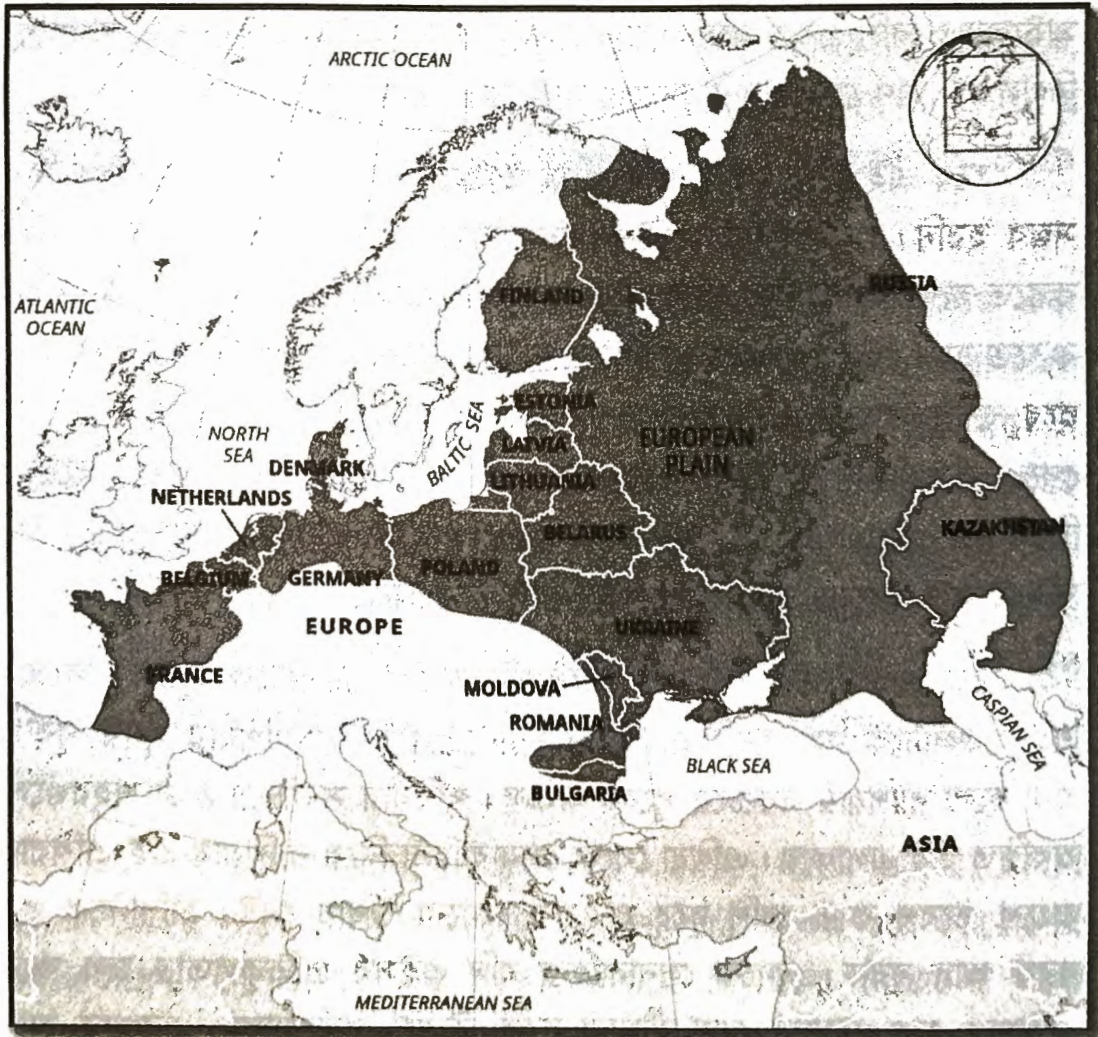 ARCTIC OCEAN
RUSSIA
FINLAND
ATLANTIC
OCEAN
ESTONIA
NORTH
SEA
BALTIC SEA
LATVIA
EUROPEAN
PLAIN
DENMARK
LITHUANIA
NETHERLANDS
KAZAKHSTAN
BELARUS
BELGIUM
GERMANY
POLAND
EUROPE
UKRAINE
FRANCE
MOLDOVA
CASPIAN SEA
ROMANIA
BLACK SEA
BULGARIA
ASIA
MEDITERRANEAN SEA